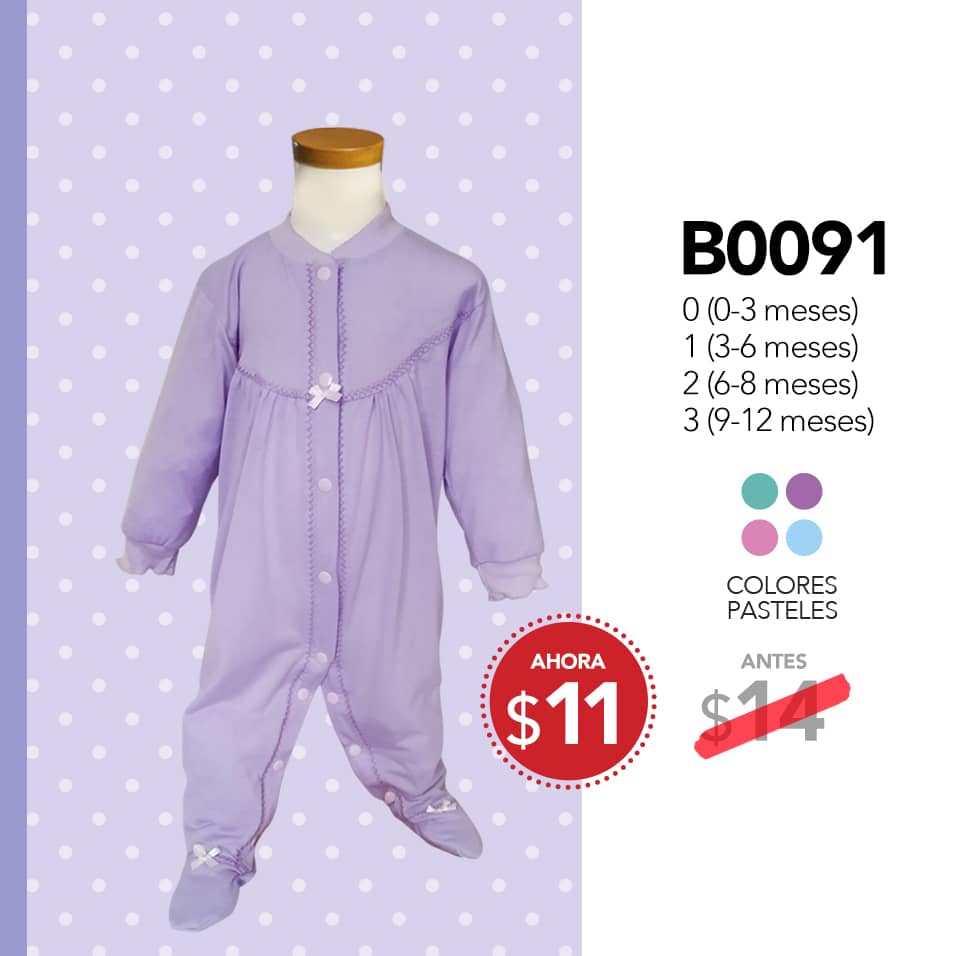 B0091
0 (0-3 meses)
1 (3-6 meses)
2 (6-8 meses)
3 (9-12 meses)
COLORES
PASTELES
AHORA
$11
ANTES
$14